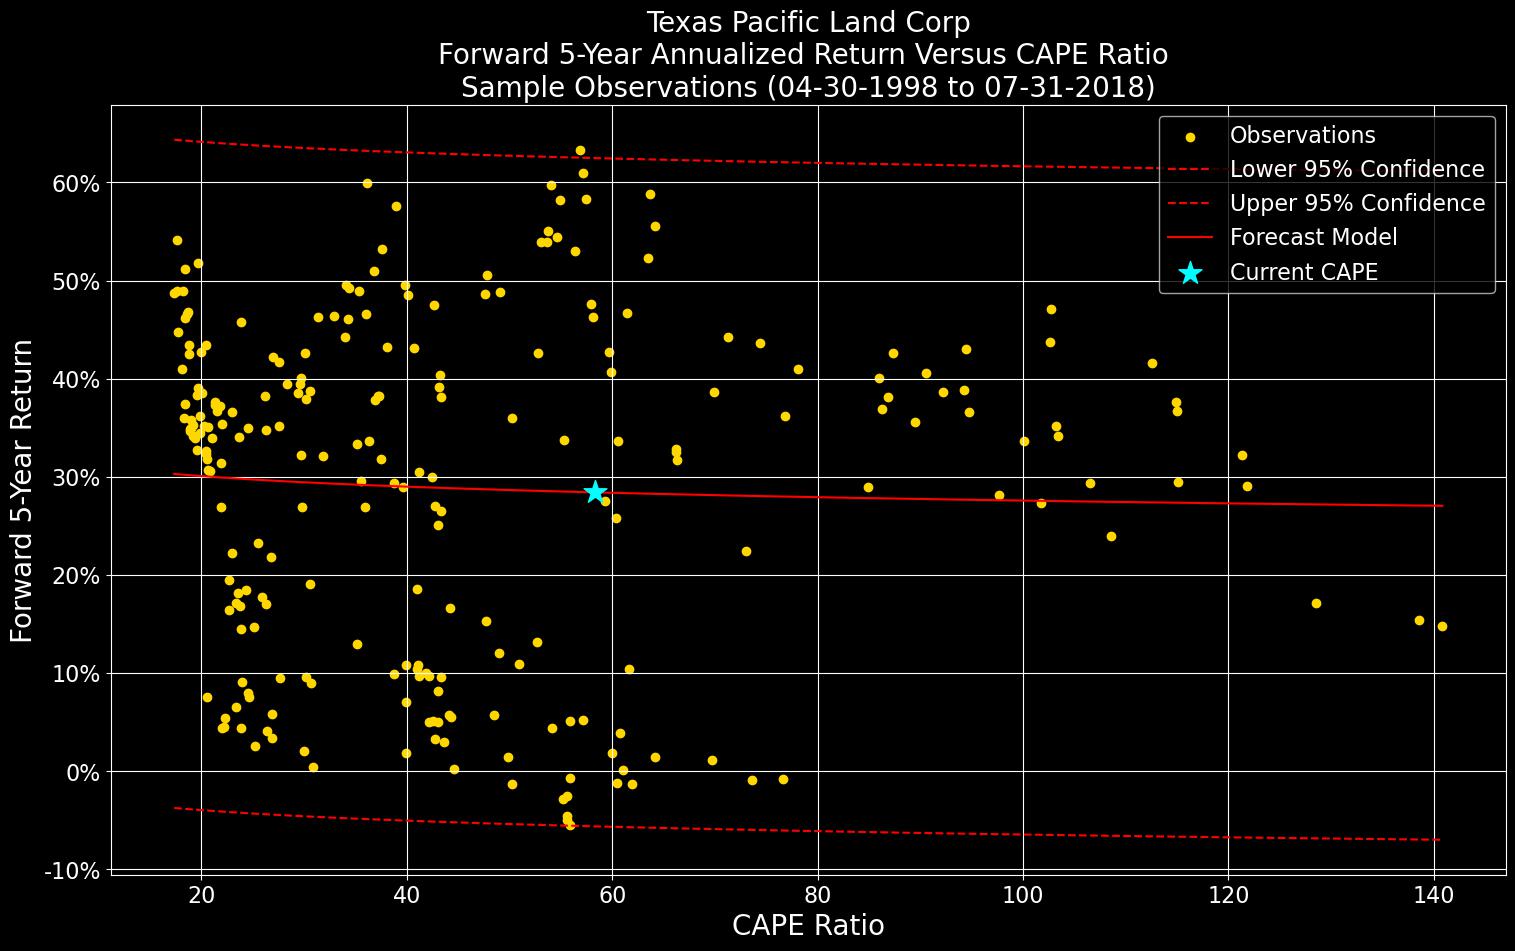 Texas Pacific Land Corp
Forward 5-Year Annualized Return Versus CAPE Ratio
Sample Observations (04-30-1998 to 07-31-2018)
Observations
Lower 95% Confidence
Upper 95% Confidence
Forecast Model
Current CAPE
Forward 5-Year Return
60%
50%
40%
30%
20%
10%
0%
-10%
20 40 60 80 100 120 140
CAPE Ratio